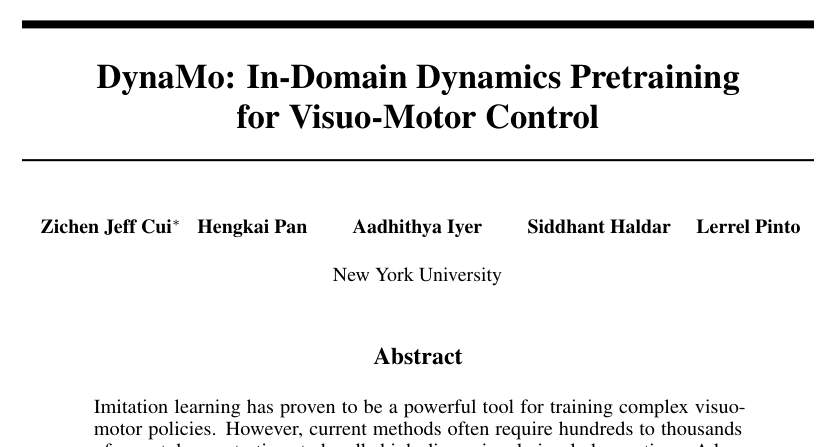 DynaMo: In-Domain Dynamics Pretraining
for Visuo-Motor Control
Zichen Jeff Cui* Hengkai Pan Aadhithya Iyer Siddhant Haldar Lerrel Pinto
New York University
Abstract
Imitation learning has proven to be a powerful tool for training complex visuo-
motor policies. However, current methods often require hundreds to thousands